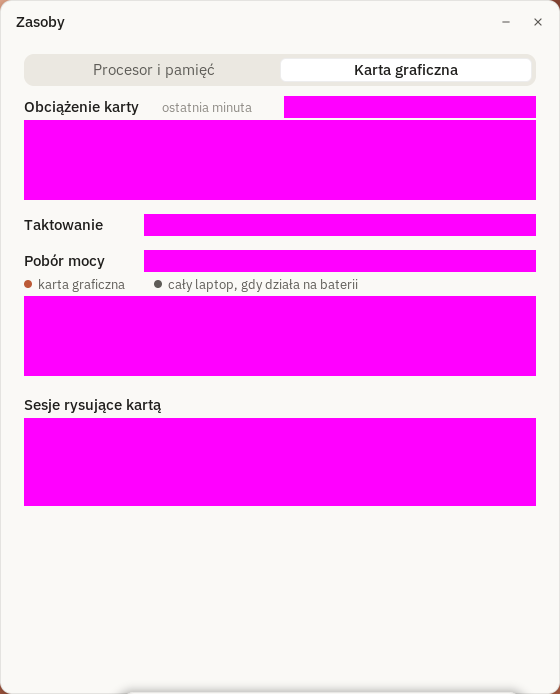 Zasoby
Procesor i pamięć
Karta graficzna
Obciążenie karty ostatnia minuta
Taktowanie
Pobór mocy
karta graficzna cały laptop, gdy działa na baterii
Sesje rysujące kartą